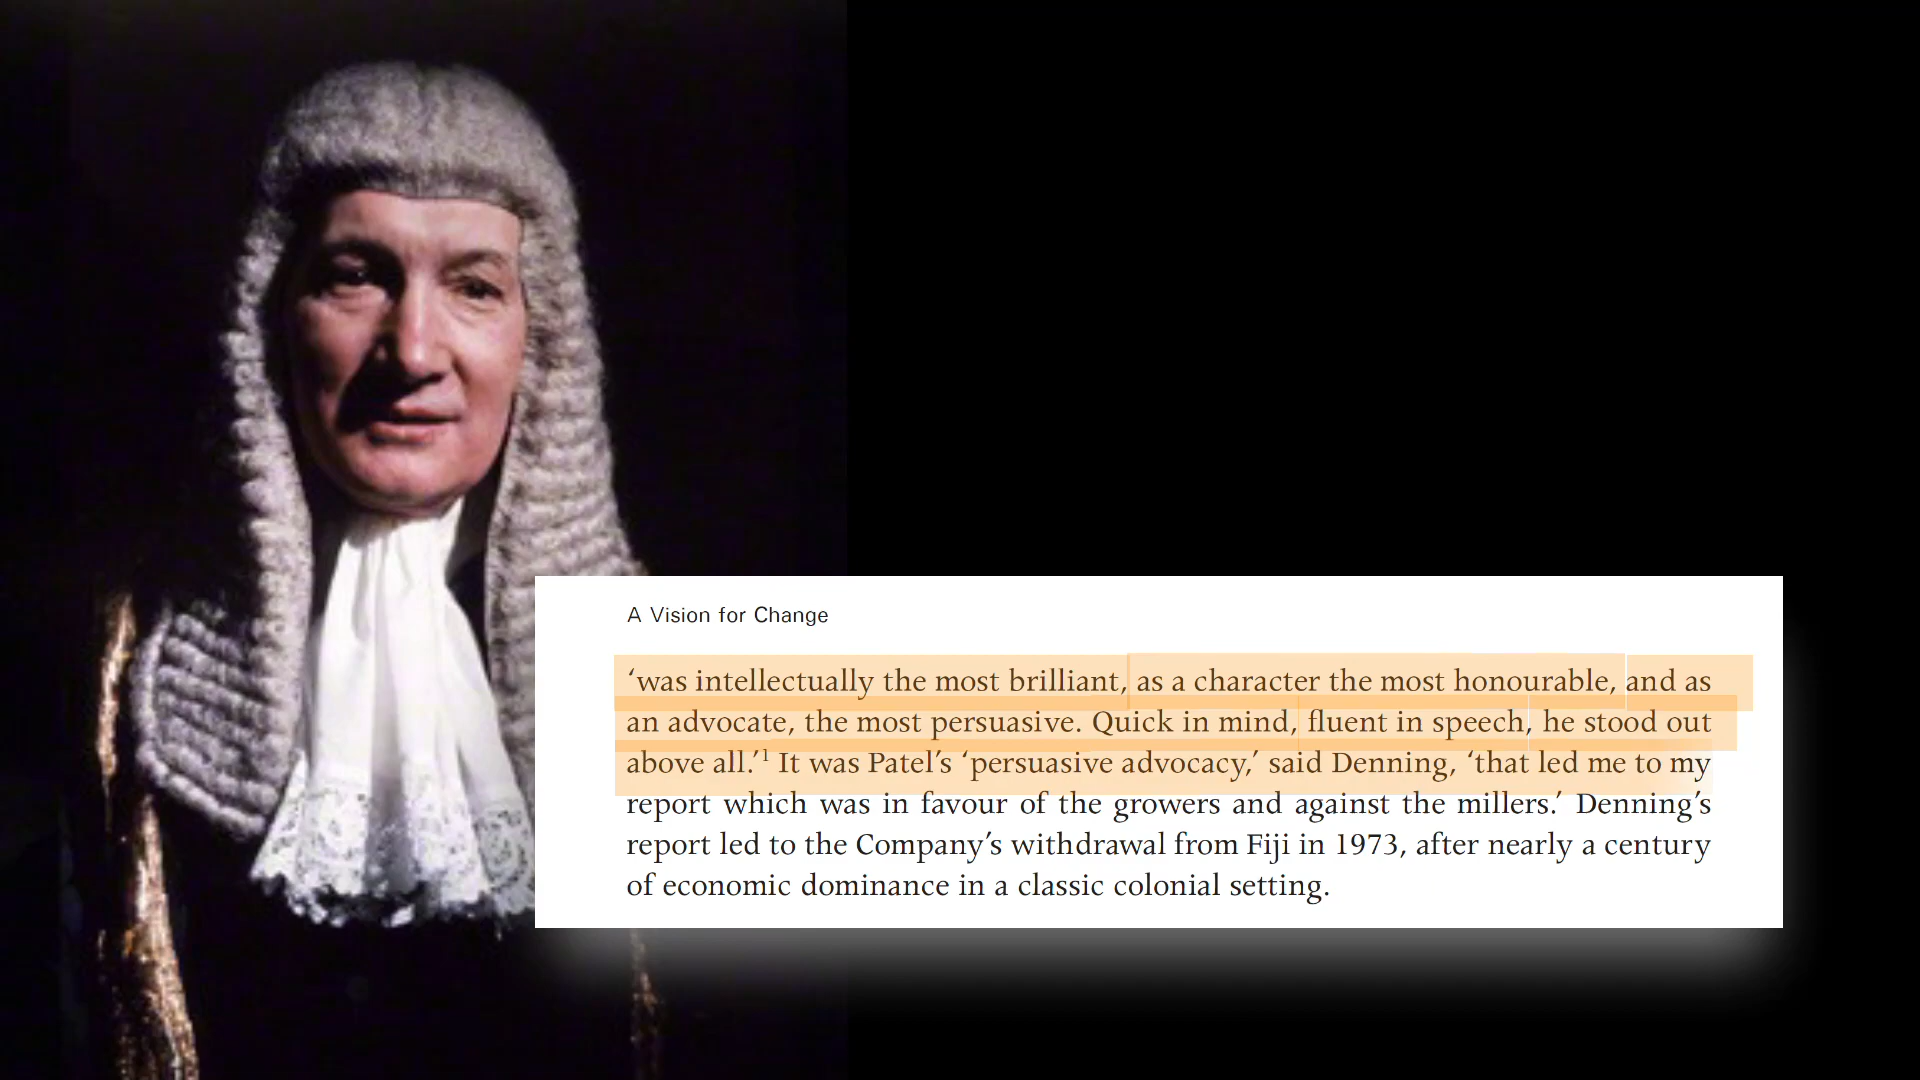 A Vision for Change
‘was intellectually the most brilliant, as a character the most honourable, and as
an advocate, the most persuasive. Quick in mind, fluent in speech, he stood out
above all.’1 It was Patel’s ‘persuasive advocacy,’ said Denning, ‘that led me to my
report which was in favour of the growers and against the millers.’ Denning’s
report led to the Company’s withdrawal from Fiji in 1973, after nearly a century
of economic dominance in a classic colonial setting.